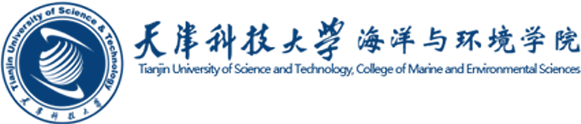 Tianjin University of Science & Technology
天津科技大学
天津科技大学 海洋与环境学院
Tianjin University of Science and Technology, College of Marine and Environmental Sciences